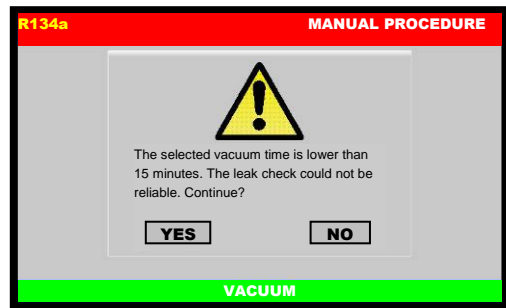 R134a MANUAL PROCEDURE
The selected vacuum time is lower than
15 minutes. The leak check could not be
reliable. Continue?
YES NO
VACUUM